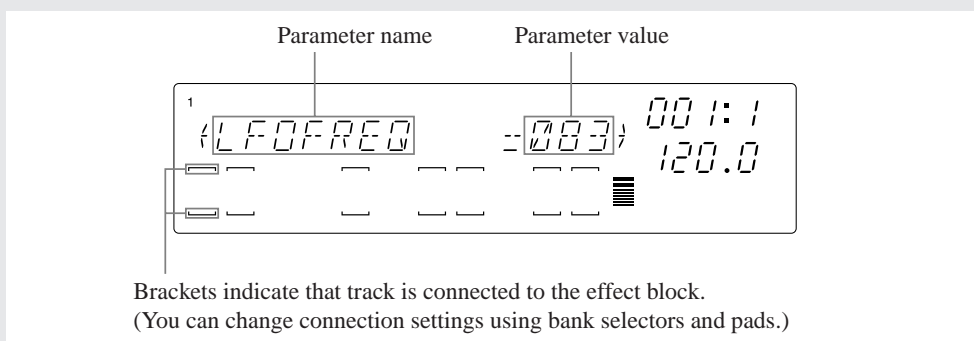 Parameter name Parameter value
1
001:1
(LFOFREQ =083)
120.0
Brackets indicate that track is connected to the effect block.
(You can change connection settings using bank selectors and pads.)